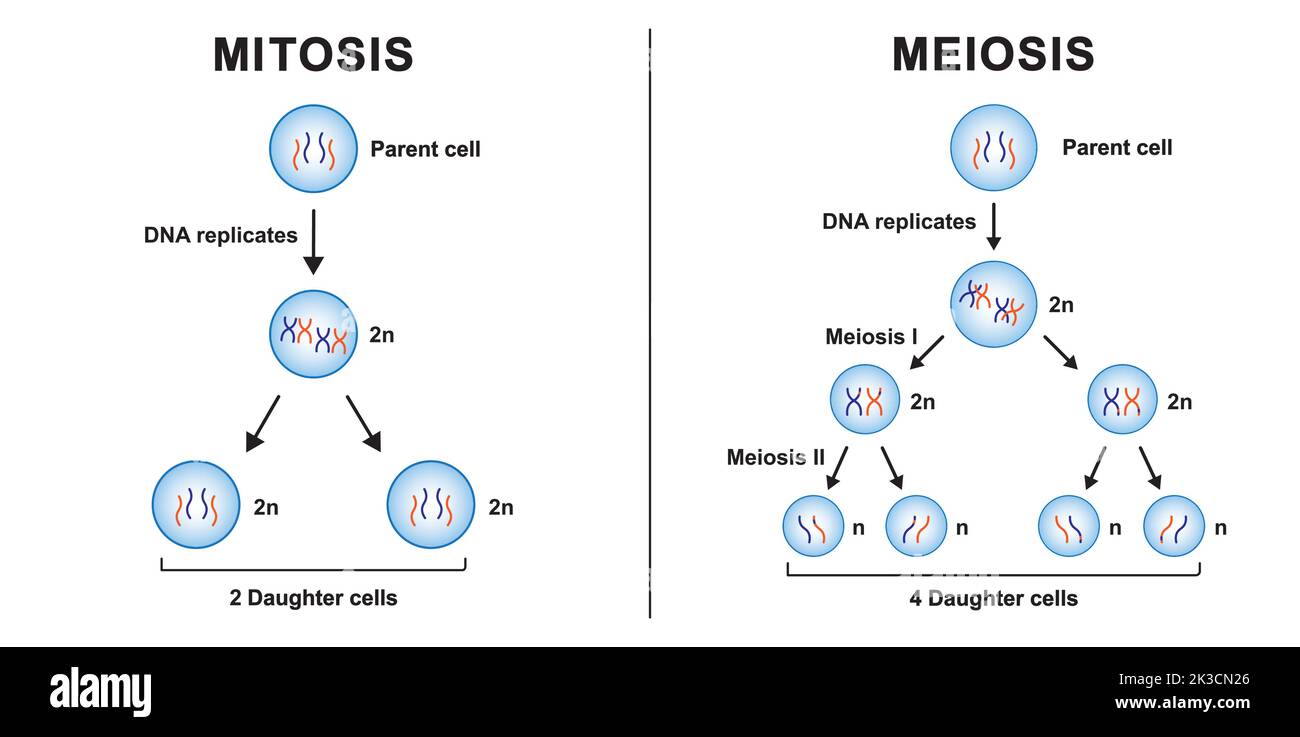 MITOSIS
Parent cell
DNA replicates
2n
2n
2n
2 Daughter cells
MEIOSIS
Parent cell
DNA replicates
2n
Meiosis I
2n
2n
Meiosis II
n
n
n
n
4 Daughter cells
alamy
Image ID: 2K3CN26
www.alamy.com